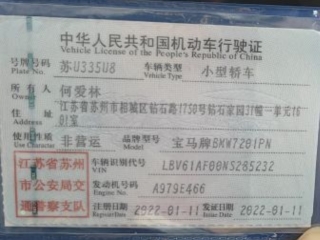 中华人民共和国机动车行驶证
Vehicle License of the People's Republic of China
号牌号码 苏U335U8 车辆类型 小型轿车
Plate No. Vehicle Type
所有人 何爱林
Owner
住址 江苏省苏州市相城区钻石路1750号钻石家园31幢一单元1601室
Address
使用性质 非营运 品牌型号 宝马牌BMW7201PN
Use Character Model
江苏省苏州市公安局交通警察支队
车辆识别代号 LBV61AF00NS285232
VIN
发动机号码 A979E466
Engine No.
注册日期 2022-01-11 发证日期 2022-01-11
Register Date Issue Date